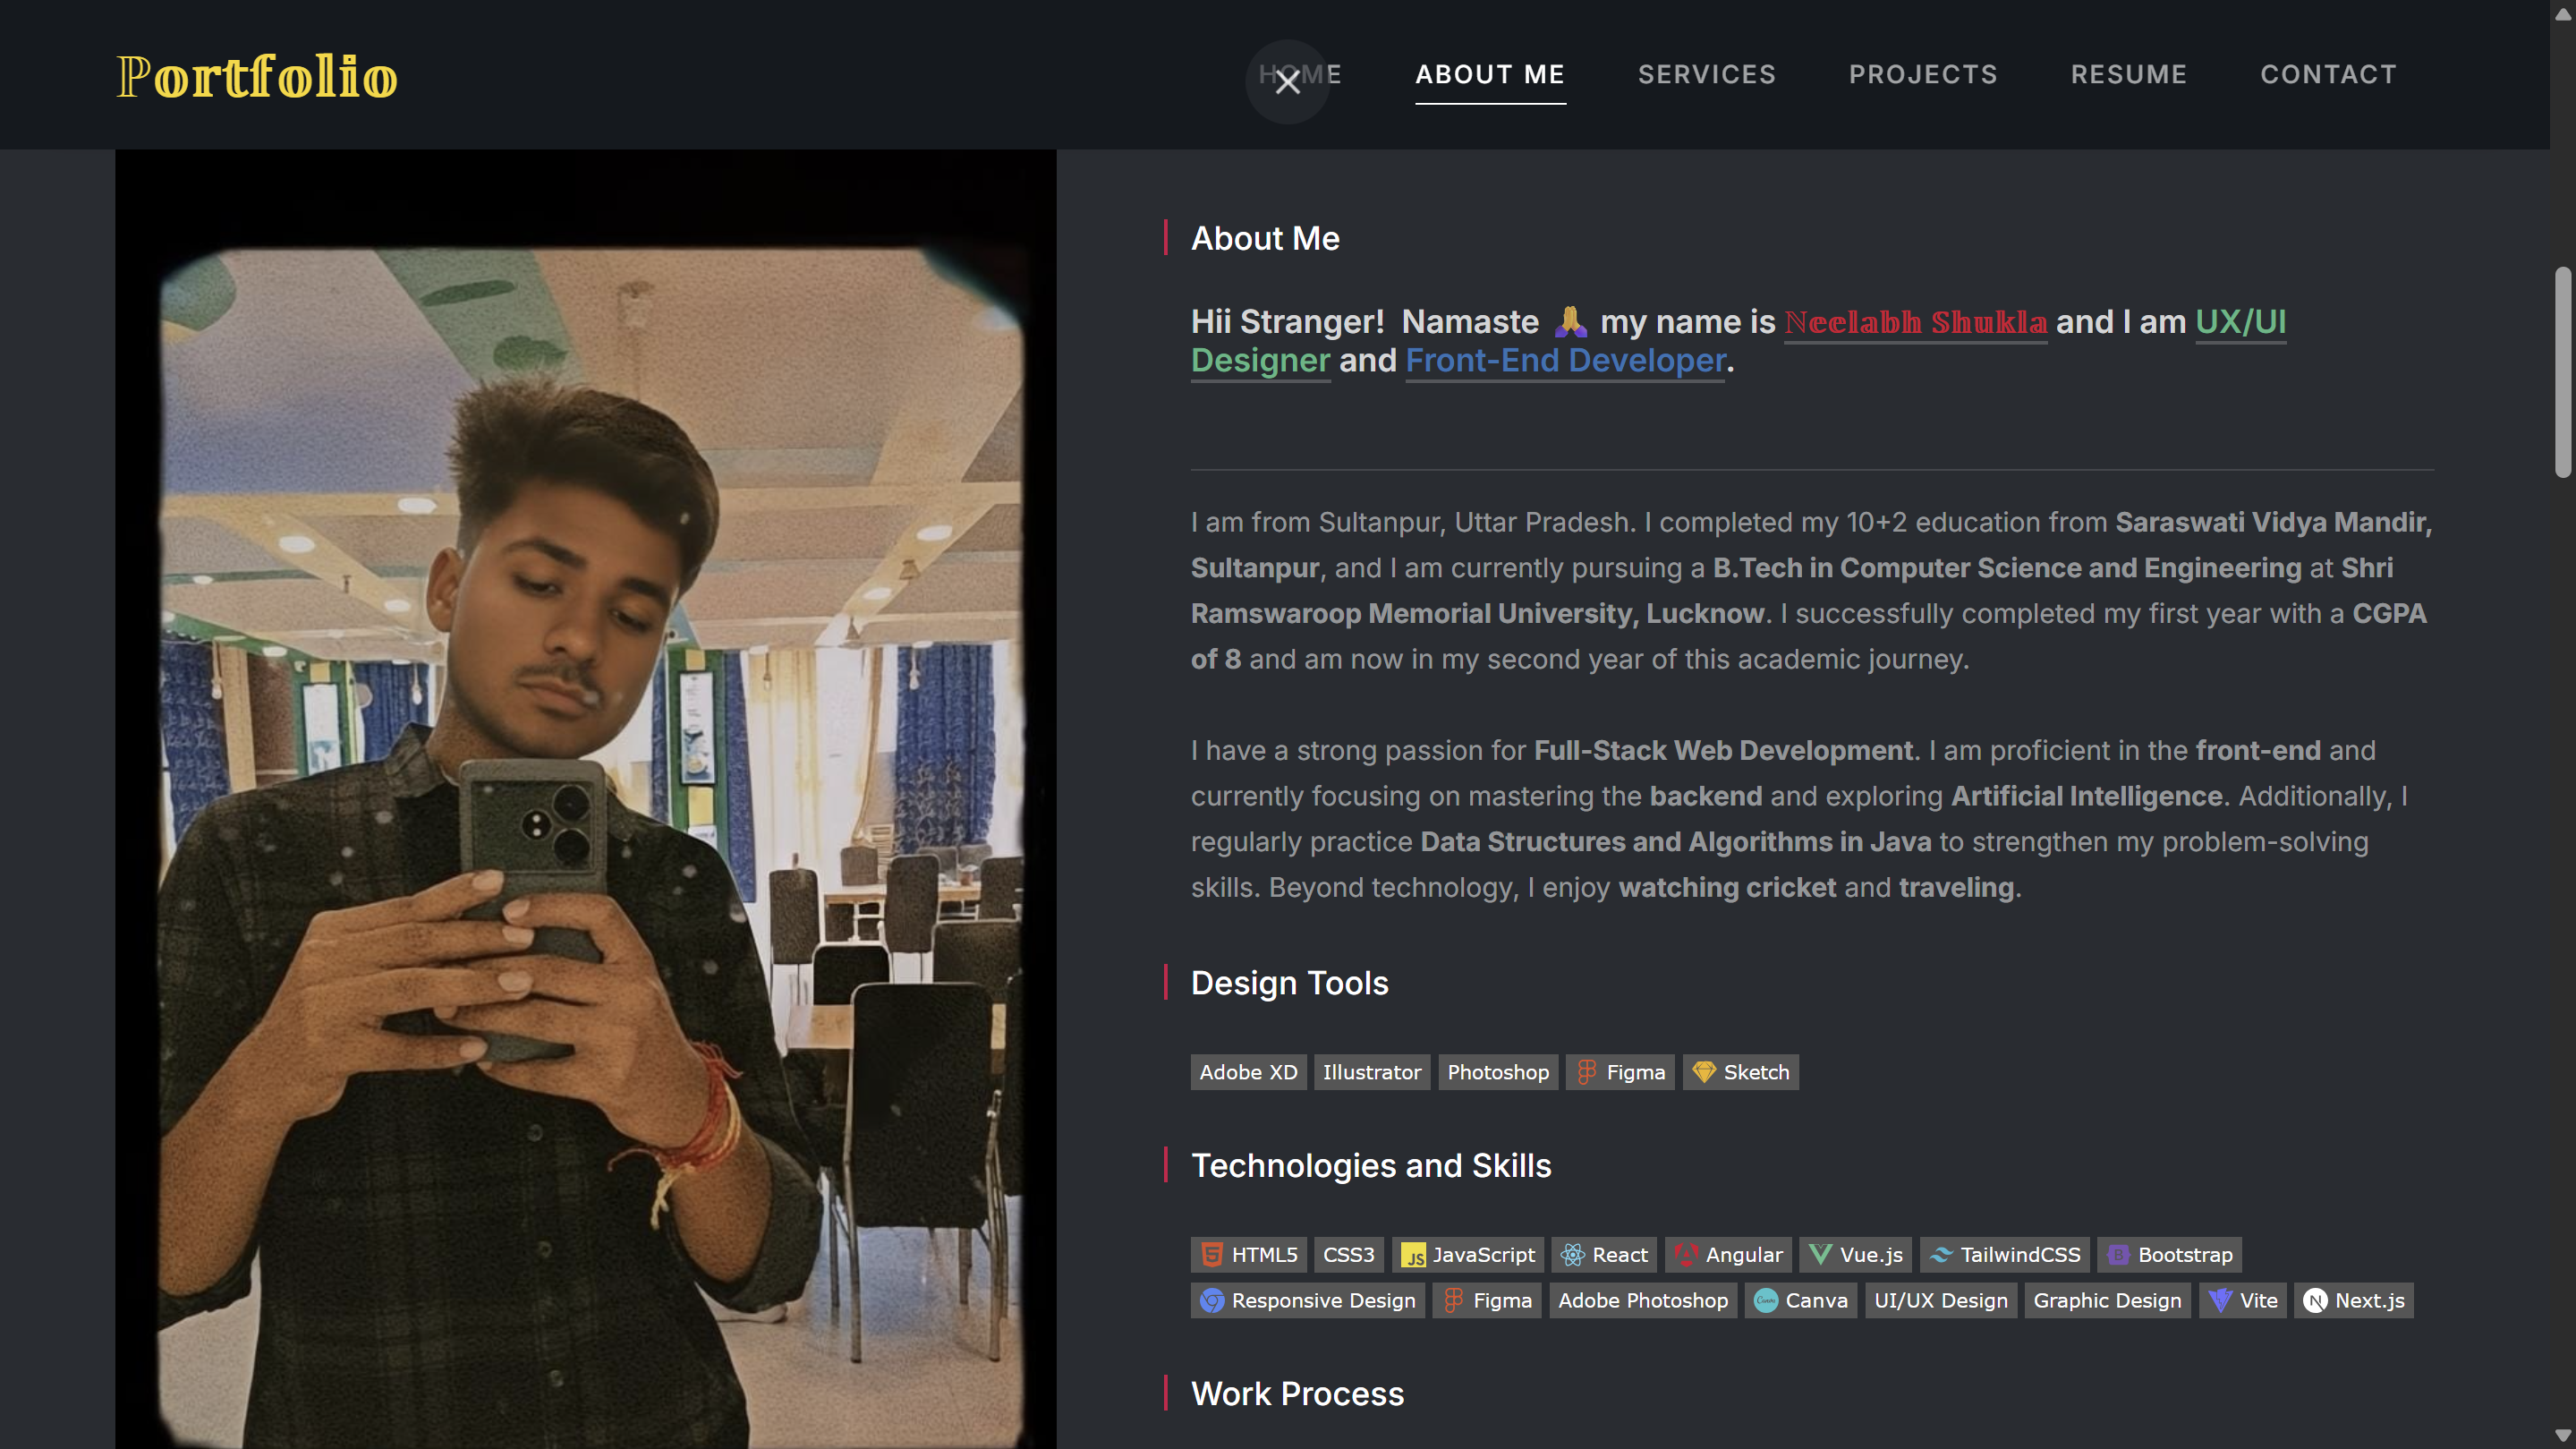 Portfolio
HOME ABOUT ME SERVICES PROJECTS RESUME CONTACT
About Me
Hii Stranger! Namaste 🙏 my name is Neelabh Shukla and I am UX/UI
Designer and Front-End Developer.
I am from Sultanpur, Uttar Pradesh. I completed my 10+2 education from Saraswati Vidya Mandir,
Sultanpur, and I am currently pursuing a B.Tech in Computer Science and Engineering at Shri
Ramswaroop Memorial University, Lucknow. I successfully completed my first year with a CGPA
of 8 and am now in my second year of this academic journey.
I have a strong passion for Full-Stack Web Development. I am proficient in the front-end and
currently focusing on mastering the backend and exploring Artificial Intelligence. Additionally, I
regularly practice Data Structures and Algorithms in Java to strengthen my problem-solving
skills. Beyond technology, I enjoy watching cricket and traveling.
Design Tools
Adobe XD Illustrator Photoshop Figma Sketch
Technologies and Skills
HTML5 CSS3 JS JavaScript React Angular Vue.js TailwindCSS B Bootstrap
Responsive Design Figma Adobe Photoshop Canva UI/UX Design Graphic Design Vite N Next.js
Work Process